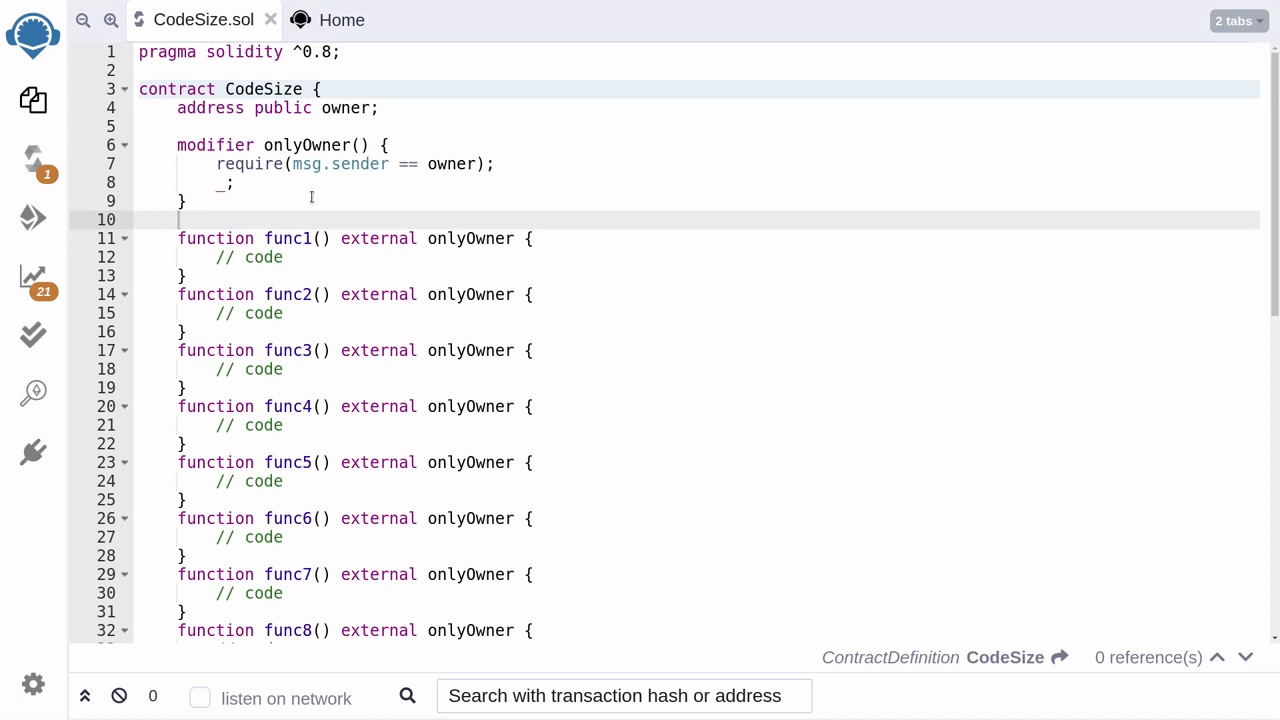 CodeSize.sol
Home
2 tabs
1 pragma solidity ^0.8;
2
3 contract CodeSize {
4 address public owner;
5
6 modifier onlyOwner() {
7 require(msg.sender == owner);
8 _;
9 }
10
11 function func1() external onlyOwner {
12 // code
13 }
14 function func2() external onlyOwner {
15 // code
16 }
17 function func3() external onlyOwner {
18 // code
19 }
20 function func4() external onlyOwner {
21 // code
22 }
23 function func5() external onlyOwner {
24 // code
25 }
26 function func6() external onlyOwner {
27 // code
28 }
29 function func7() external onlyOwner {
30 // code
31 }
32 function func8() external onlyOwner {
1
21
ContractDefinition CodeSize 0 reference(s)
0 listen on network Search with transaction hash or address